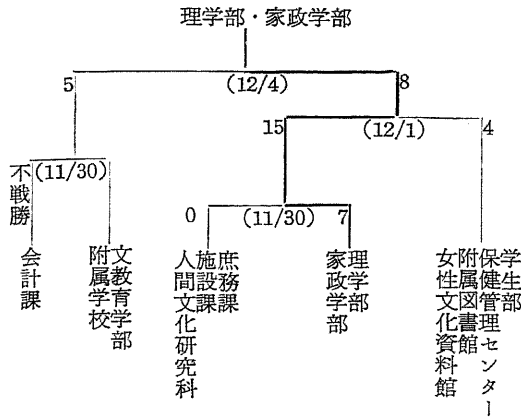 理学部・家政学部
5
(12/4)
8
15
(12/1)
4
不戦勝
(11/30)
0
(11/30)
7
会計課
文教育学部
附属学校
庶務課
施設課
人間文化研究科
理学部
家政学部
学生部
保健管理センター
附属図書館
女性文化資料館